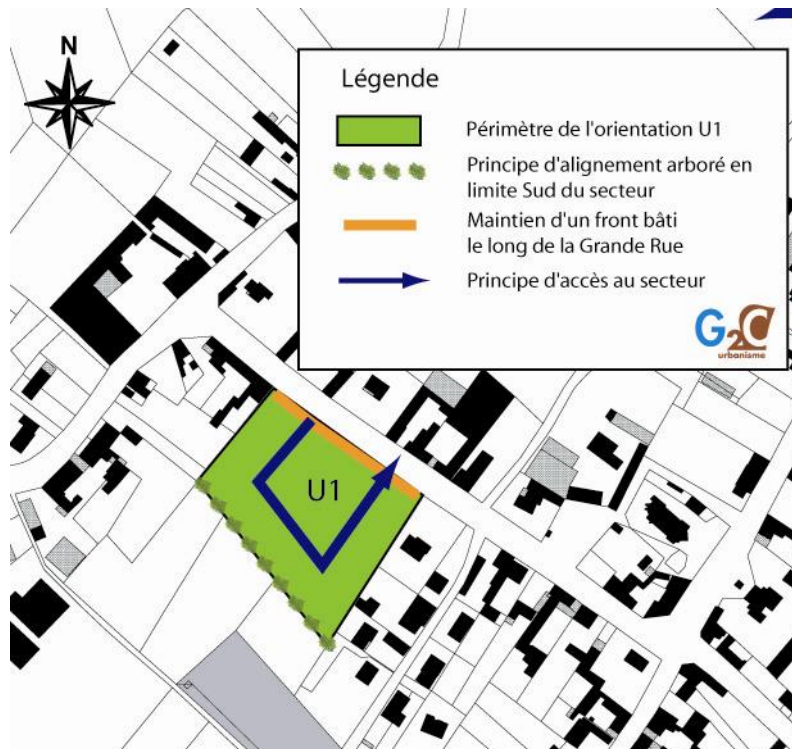 N
Légende
Périmètre de l'orientation U1
Principe d'alignement arboré en
limite Sud du secteur
Maintien d'un front bâti
le long de la Grande Rue
Principe d'accès au secteur
G2C
urbanisme
U1